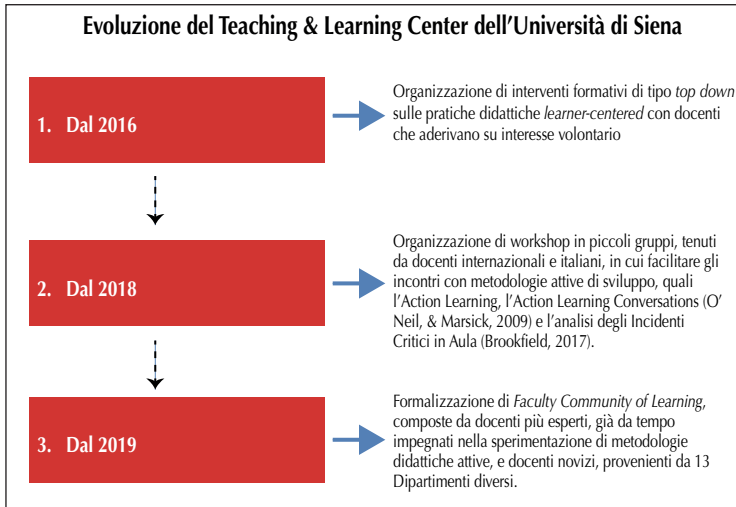 Evoluzione del Teaching & Learning Center dell'Università di Siena
1. Dal 2016
Organizzazione di interventi formativi di tipo top down
sulle pratiche didattiche learner-centered con docenti
che aderivano su interesse volontario
2. Dal 2018
Organizzazione di workshop in piccoli gruppi, tenuti
da docenti internazionali e italiani, in cui facilitare gli
incontri con metodologie attive di sviluppo, quali
l'Action Learning, l'Action Learning Conversations (O'
Neil, & Marsick, 2009) e l'analisi degli Incidenti
Critici in Aula (Brookfield, 2017).
3. Dal 2019
Formalizzazione di Faculty Community of Learning,
composte da docenti più esperti, già da tempo
impegnati nella sperimentazione di metodologie
didattiche attive, e docenti novizi, provenienti da 13
Dipartimenti diversi.